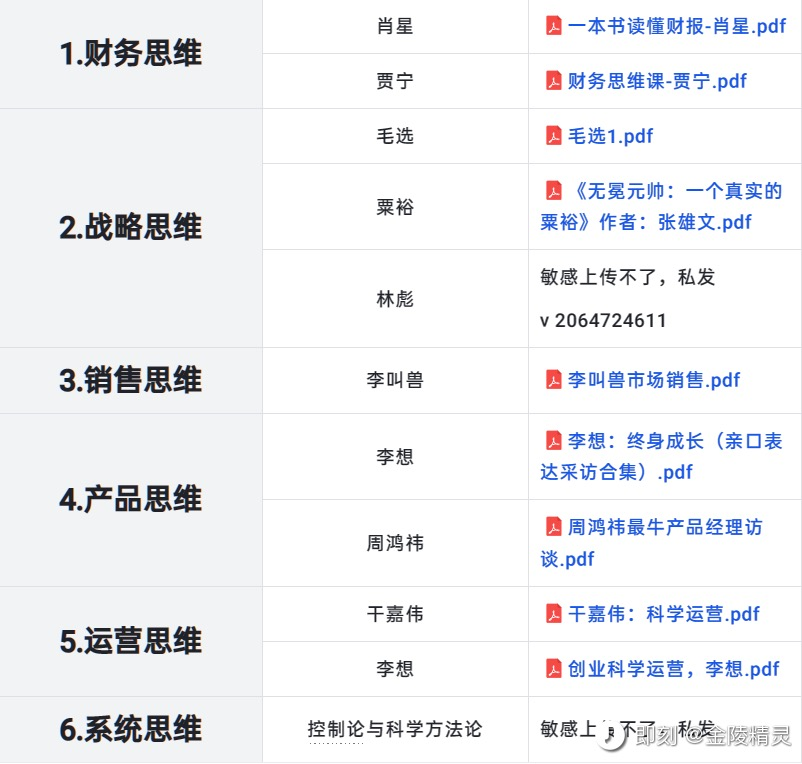 1.财务思维
肖星
一本书读懂财报-肖星.pdf
贾宁
财务思维课-贾宁.pdf
2.战略思维
毛选
毛选1.pdf
粟裕
《无冕元帅：一个真实的
粟裕》作者：张雄文.pdf
林彪
敏感上传不了，私发
v 2064724611
3.销售思维
李叫兽
李叫兽市场销售.pdf
4.产品思维
李想
李想：终身成长（亲口表
达采访合集）.pdf
周鸿祎
周鸿祎最牛产品经理访
谈.pdf
5.运营思维
干嘉伟
干嘉伟：科学运营.pdf
李想
创业科学运营，李想.pdf
6.系统思维
控制论与科学方法论
敏感上传不了，私发
即刻 @金陵精灵